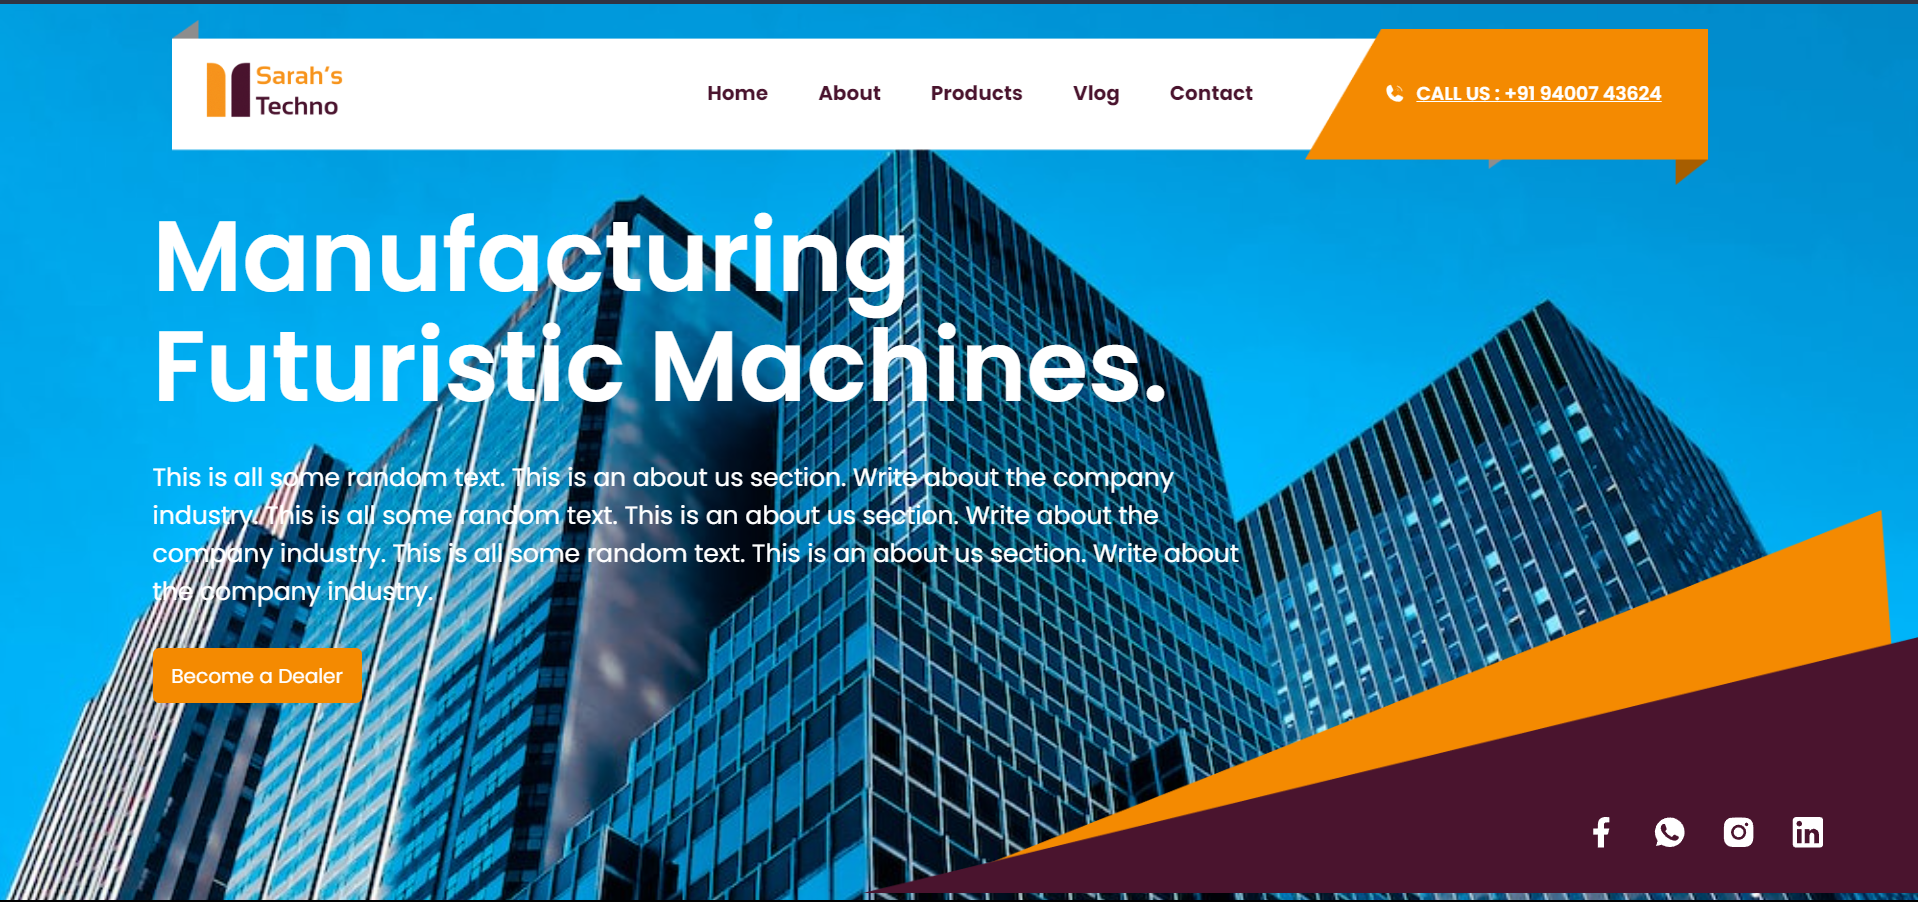 Sarah's
Techno
Home About Products Vlog Contact
CALL US : +91 94007 43624
Manufacturing
Futuristic Machines.
This is all some random text. This is an about us section. Write about the company
industry. This is all some random text. This is an about us section. Write about the
company industry. This is all some random text. This is an about us section. Write about
the company industry.
Become a Dealer